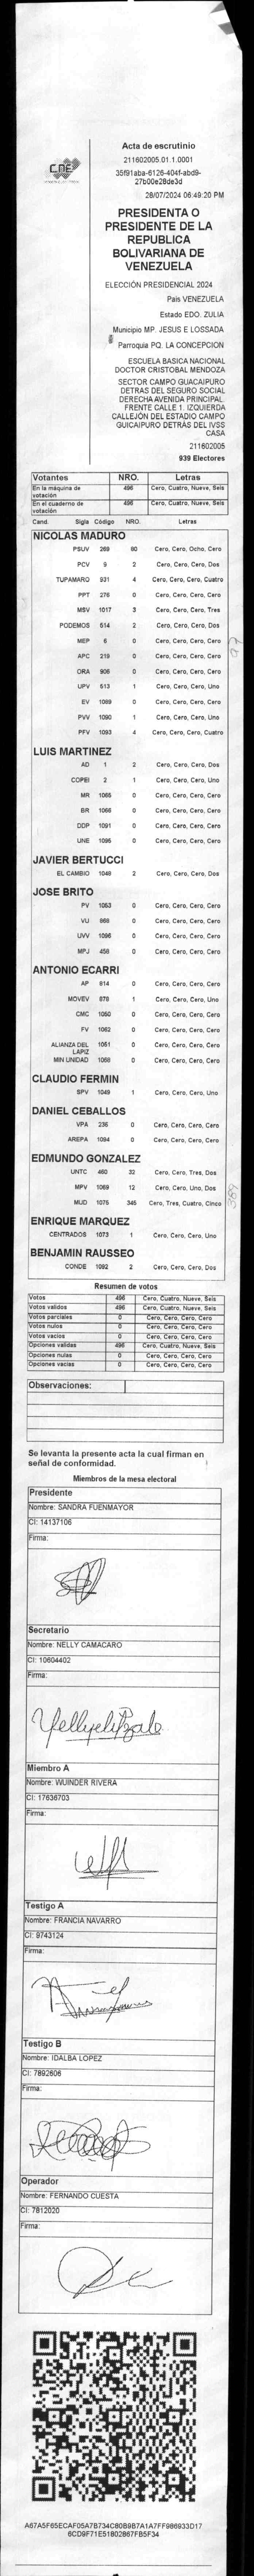 CNE
Acta de escrutinio
211602005.01.1.0001
35f91aba-6126-404f-abd9-
27b00e28de3d
28/07/2024 06:49:20 PM
PRESIDENTA O
PRESIDENTE DE LA
REPUBLICA
BOLIVARIANA DE
VENEZUELA
ELECCIÓN PRESIDENCIAL 2024
País VENEZUELA
Estado EDO. ZULIA
Municipio MP. JESUS E LOSSADA
Parroquia PQ. LA CONCEPCION
ESCUELA BASICA NACIONAL
DOCTOR CRISTOBAL MENDOZA
SECTOR CAMPO GUACAIPURO
DETRAS DEL SEGURO SOCIAL
DERECHA AVENIDA PRINCIPAL.
FRENTE CALLE 1. IZQUIERDA
CALLEJÓN DEL ESTADIO CAMPO
GUICAIPURO DETRÁS DEL IVSS
CASA
211602005
939 Electores
Votantes NRO. Letras
En la máquina de votación 496 Cero, Cuatro, Nueve, Seis
En el cuaderno de votación 496 Cero, Cuatro, Nueve, Seis
Cand. Sigla Código NRO. Letras
NICOLAS MADURO
PSUV 269 80 Cero, Cero, Ocho, Cero
PCV 9 2 Cero, Cero, Cero, Dos
TUPAMARO 931 4 Cero, Cero, Cero, Cuatro
PPT 276 0 Cero, Cero, Cero, Cero
MSV 1017 3 Cero, Cero, Cero, Tres
PODEMOS 514 2 Cero, Cero, Cero, Dos
MEP 6 0 Cero, Cero, Cero, Cero
97
APC 219 0 Cero, Cero, Cero, Cero
ORA 906 0 Cero, Cero, Cero, Cero
UPV 513 1 Cero, Cero, Cero, Uno
EV 1089 0 Cero, Cero, Cero, Cero
PVV 1090 1 Cero, Cero, Cero, Uno
PFV 1093 4 Cero, Cero, Cero, Cuatro
LUIS MARTINEZ
AD 1 2 Cero, Cero, Cero, Dos
COPEI 2 1 Cero, Cero, Cero, Uno
MR 1085 0 Cero, Cero, Cero, Cero
BR 1066 0 Cero, Cero, Cero, Cero
DDP 1091 0 Cero, Cero, Cero, Cero
UNE 1095 0 Cero, Cero, Cero, Cero
JAVIER BERTUCCI
EL CAMBIO 1048 2 Cero, Cero, Cero, Dos
JOSE BRITO
PV 1053 0 Cero, Cero, Cero, Cero
VU 868 0 Cero, Cero, Cero, Cero
UVV 1096 0 Cero, Cero, Cero, Cero
MPJ 458 0 Cero, Cero, Cero, Cero
ANTONIO ECARRI
AP 814 0 Cero, Cero, Cero, Cero
MOVEV 878 1 Cero, Cero, Cero, Uno
CMC 1050 0 Cero, Cero, Cero, Cero
FV 1052 0 Cero, Cero, Cero, Cero
ALIANZA DEL LAPIZ 1051 0 Cero, Cero, Cero, Cero
MIN UNIDAD 1058 0 Cero, Cero, Cero, Cero
CLAUDIO FERMIN
SPV 1049 1 Cero, Cero, Cero, Uno
DANIEL CEBALLOS
VPA 236 0 Cero, Cero, Cero, Cero
AREPA 1094 0 Cero, Cero, Cero, Cero
EDMUNDO GONZALEZ
UNTC 460 32 Cero, Cero, Tres, Dos
MPV 1069 12 Cero, Cero, Uno, Dos
MUD 1075 345 Cero, Tres, Cuatro, Cinco
389
ENRIQUE MARQUEZ
CENTRADOS 1073 1 Cero, Cero, Cero, Uno
BENJAMIN RAUSSEO
CONDE 1092 2 Cero, Cero, Cero, Dos
Resumen de votos
Votos 496 Cero, Cuatro, Nueve, Seis
Votos validos 496 Cero, Cuatro, Nueve, Seis
Votos parciales 0 Cero, Cero, Cero, Cero
Votos nulos 0 Cero, Cero, Cero, Cero
Votos vacios 0 Cero, Cero, Cero, Cero
Opciones validas 496 Cero, Cuatro, Nueve, Seis
Opciones nulas 0 Cero, Cero, Cero, Cero
Opciones vacias 0 Cero, Cero, Cero, Cero
Observaciones:
Se levanta la presente acta la cual firman en
señal de conformidad.
Miembros de la mesa electoral
Presidente
Nombre: SANDRA FUENMAYOR
CI: 14137106
Firma:
Secretario
Nombre: NELLY CAMACARO
CI: 10604402
Firma:
Miembro A
Nombre: WUINDER RIVERA
CI: 17636703
Firma:
Testigo A
Nombre: FRANCIA NAVARRO
CI: 9743124
Firma:
Testigo B
Nombre: IDALBA LOPEZ
CI: 7892606
Firma:
Operador
Nombre: FERNANDO CUESTA
CI: 7812020
Firma:
A67A5F65ECAF05A7B734C80B9B7A1A7FF986933D17
6CD9F71E51802867FB5F34